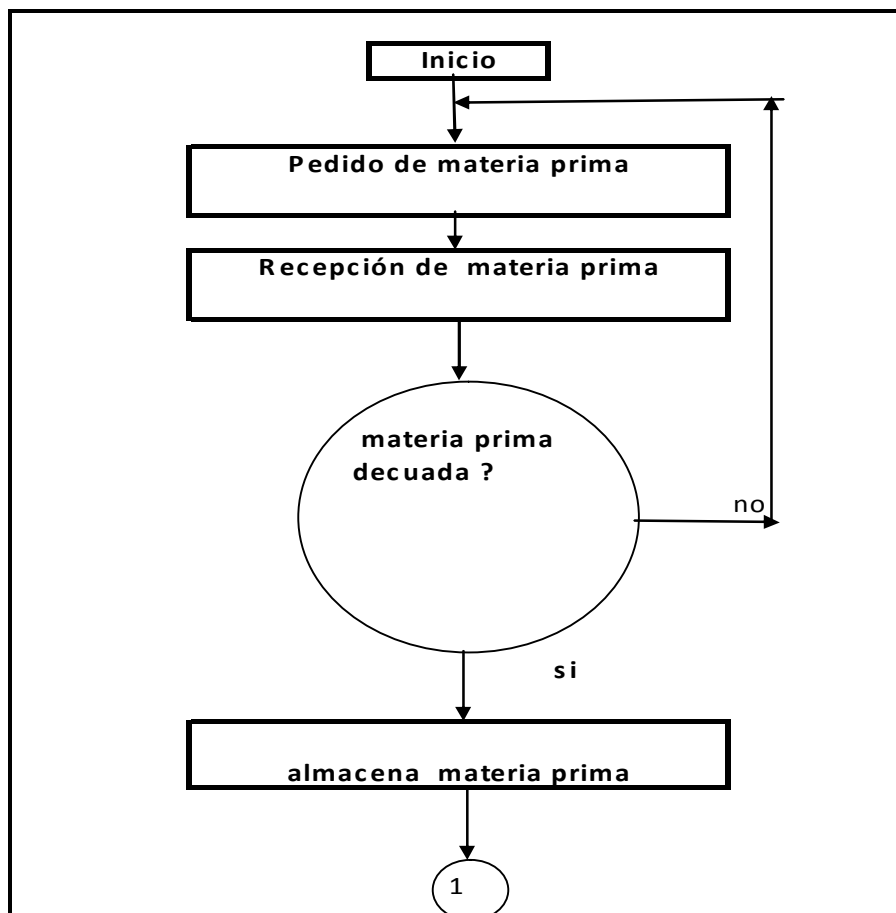 Inicio
Pedido de materia prima
Recepción de materia prima
materia prima
decuada ?
no
si
almacena materia prima
1